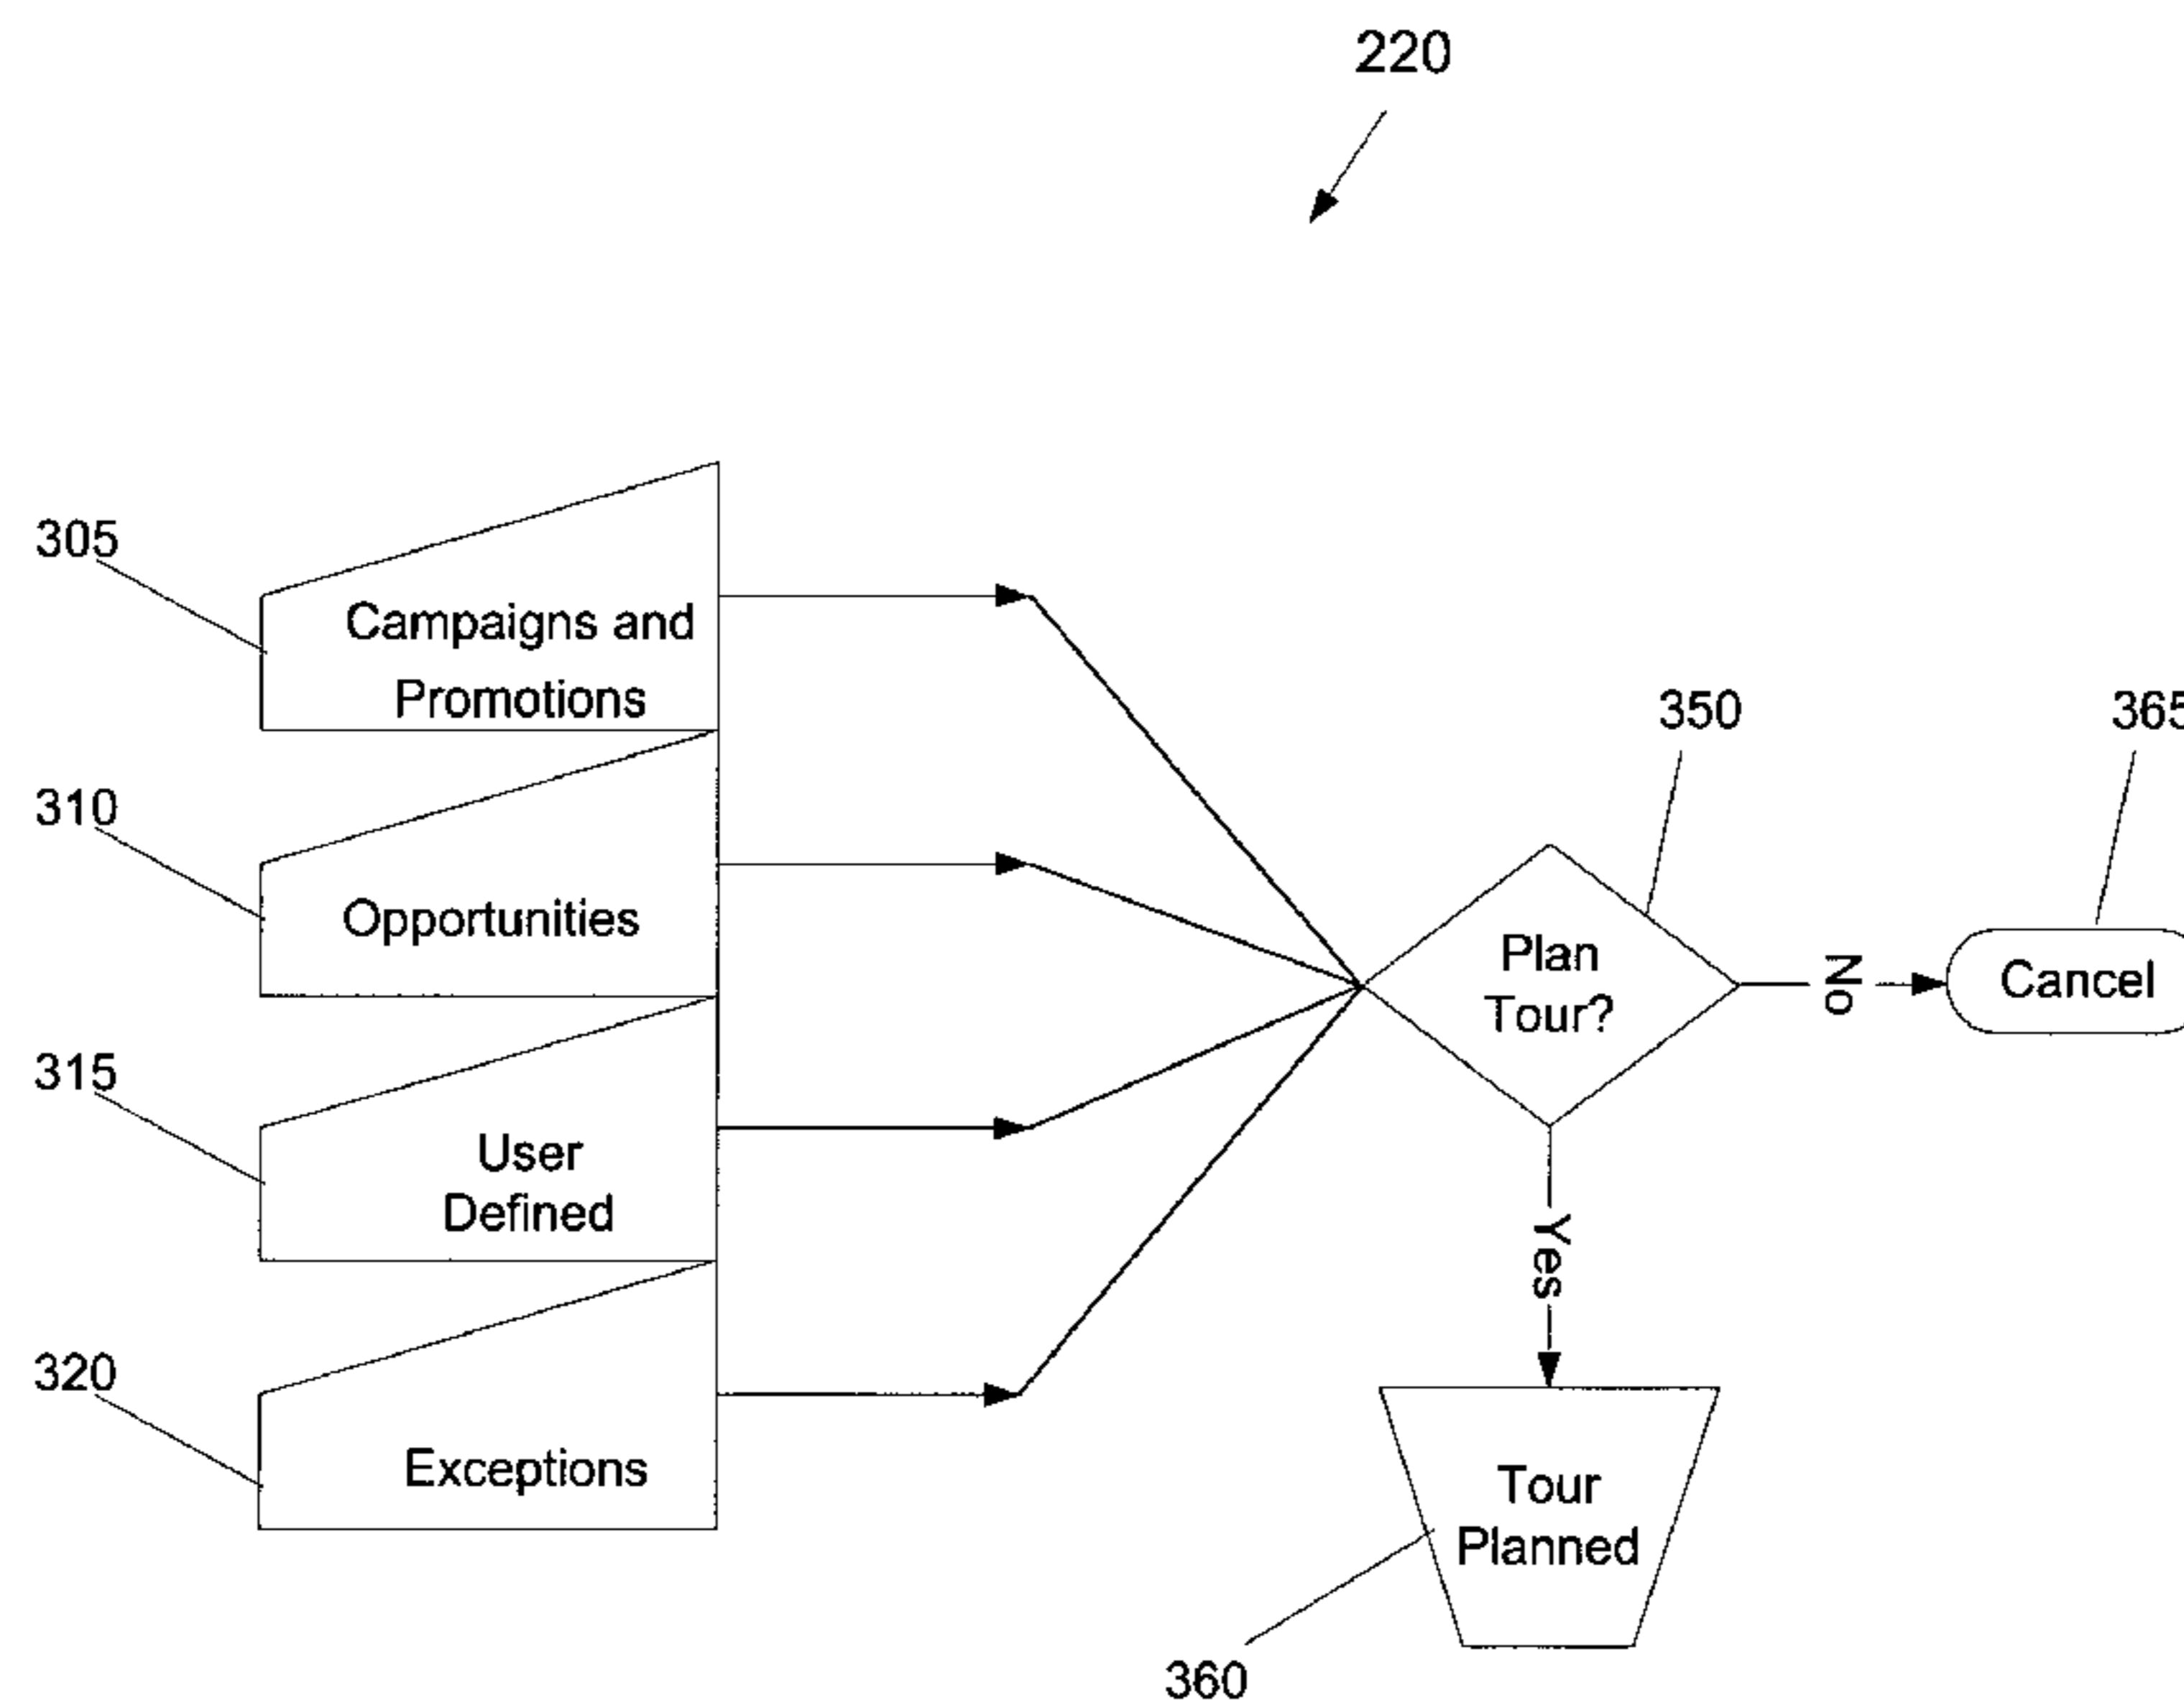 220
305
Campaigns and
Promotions
310
Opportunities
315
User
Defined
320
Exceptions
350
Plan
Tour?
No
365
Cancel
Yes
Tour
Planned
360